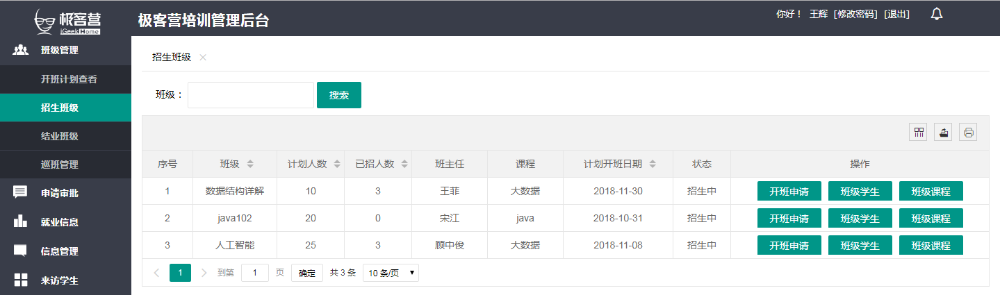 极客营
iGeekHome
极客营培训管理后台
你好！ 王辉 [修改密码] [退出]
班级管理
开班计划查看
招生班级
结业班级
巡班管理
申请审批
就业信息
信息管理
来访学生
招生班级 ×
班级： 搜索
序号 班级 计划人数 已招人数 班主任 课程 计划开班日期 状态 操作
1 数据结构详解 10 3 王菲 大数据 2018-11-30 招生中 开班申请 班级学生 班级课程
2 java102 20 0 宋江 java 2018-10-31 招生中 开班申请 班级学生 班级课程
3 人工智能 25 3 顾中俊 大数据 2018-11-08 招生中 开班申请 班级学生 班级课程
1 到第 1 页 确定 共 3 条 10 条/页